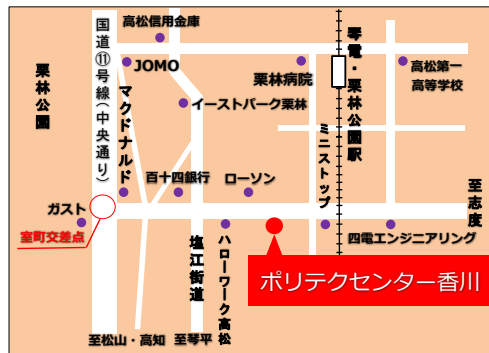 高松信用金庫
国道⑪号線(中央通り)
JOMO
栗林公園
マクドナルド
イーストパーク栗林
栗林病院
琴電・栗林公園駅
高松第一
高等学校
ミニストップ
百十四銀行
ローソン
至志度
ガスト
室町交差点
塩江街道
ハローワーク高松
四電エンジニアリング
ポリテクセンター香川
至松山・高知
至琴平